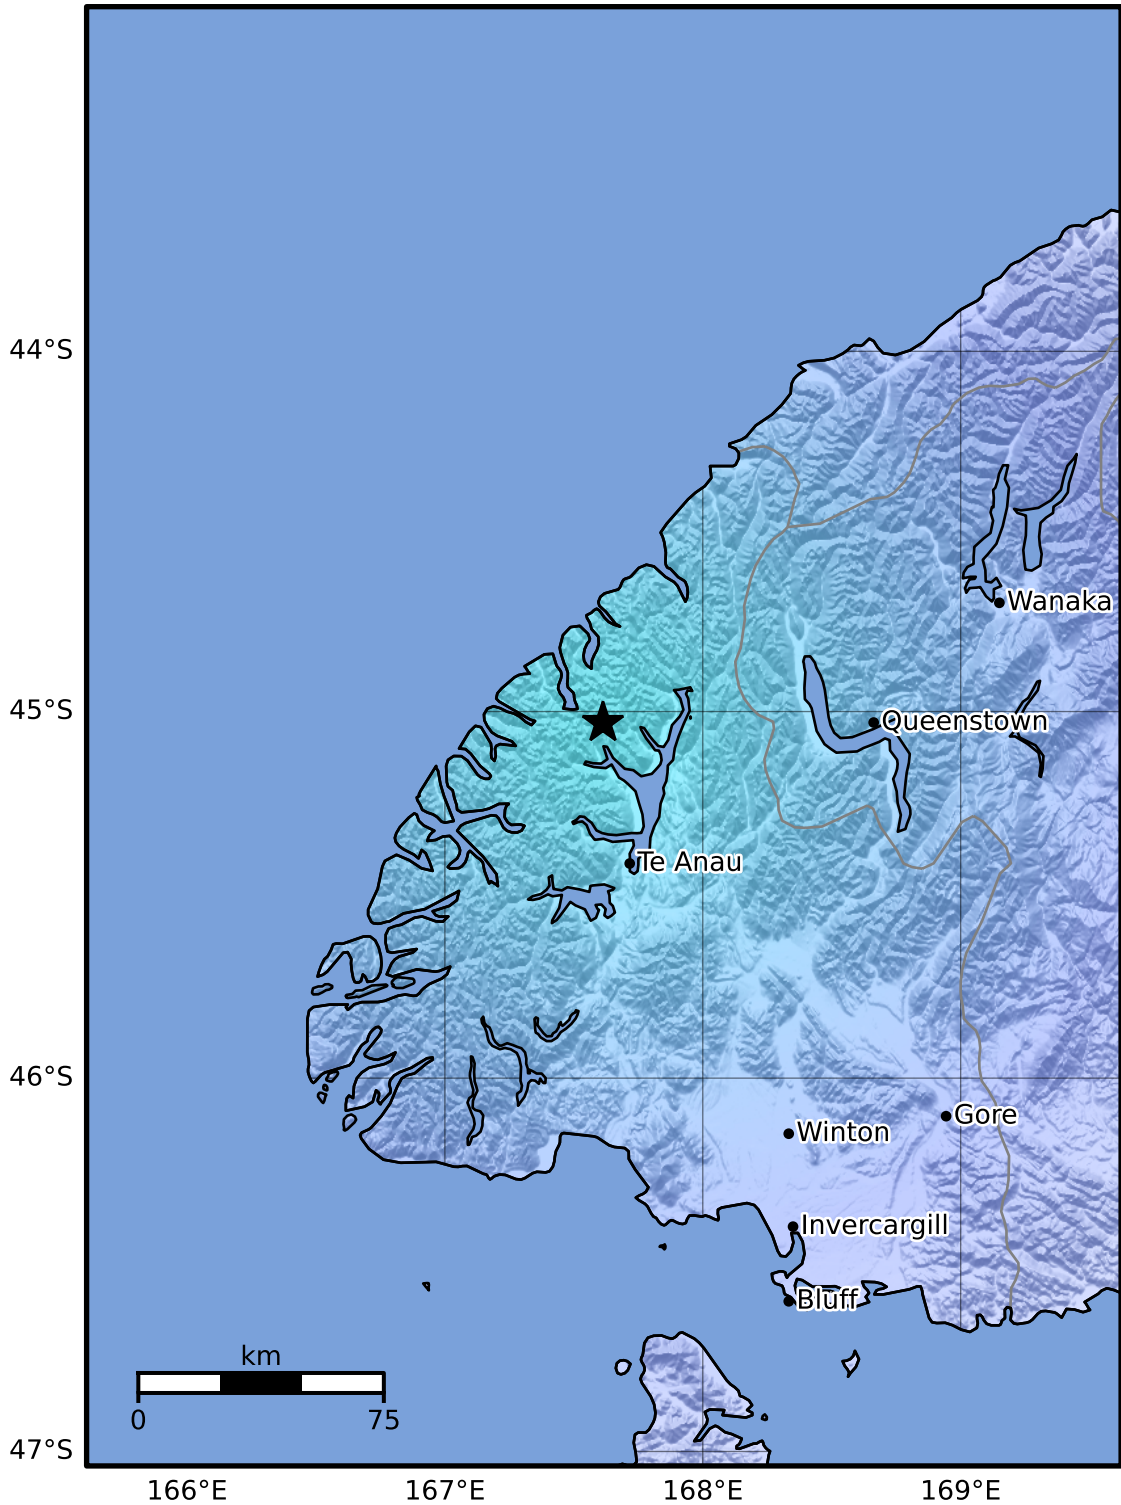 44°S
Wanaka
45°S
Queenstown
Te Anau
46°S
Gore
Winton
Invercargill
Bluff
km
0 75
47°S
166°E 167°E 168°E 169°E